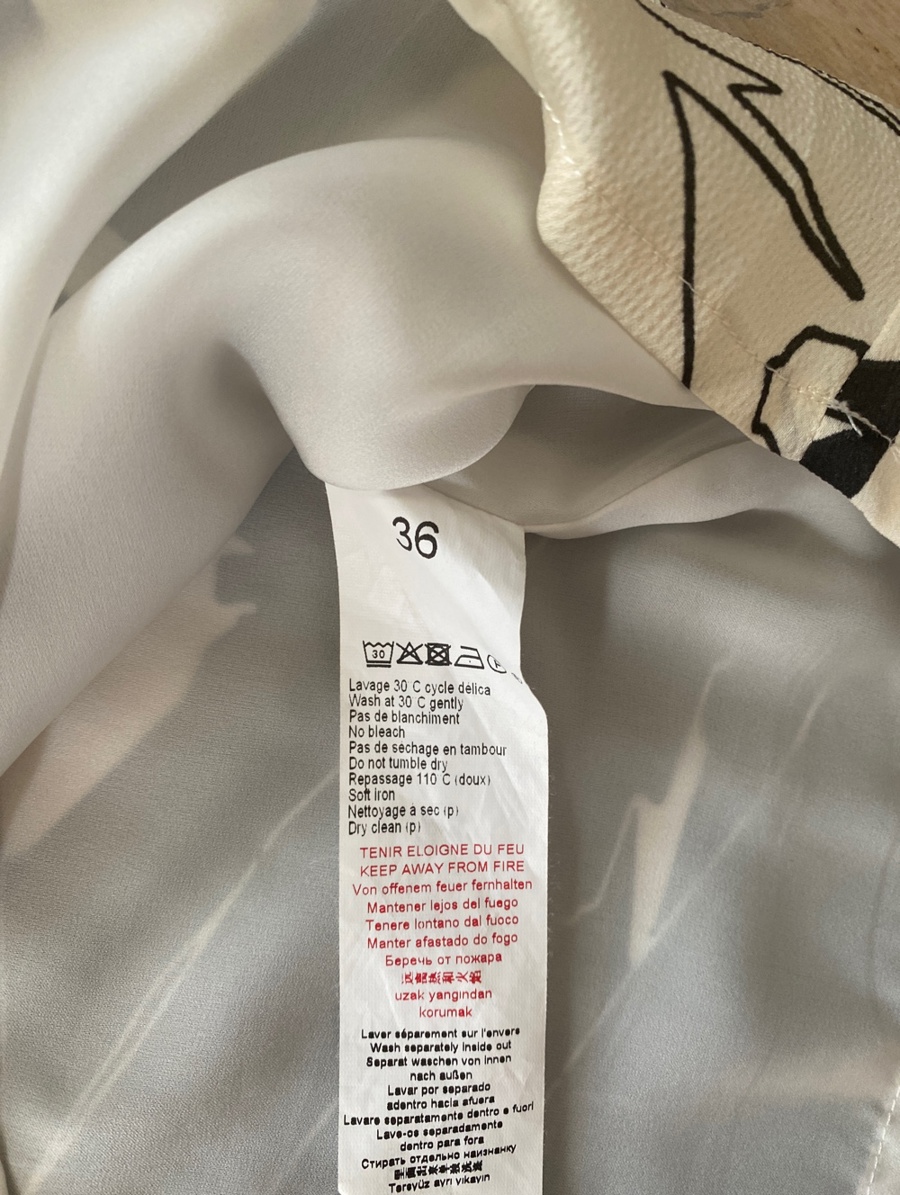 36
30
Lavage 30 C cycle délica
Wash at 30 C gently
Pas de blanchiment
No bleach
Pas de séchage en tambour
Do not tumble dry
Repassage 110 C (doux)
Soft iron
Nettoyage à sec (p)
Dry clean (p)
TENIR ELOIGNE DU FEU
KEEP AWAY FROM FIRE
Von offenem feuer fernhalten
Mantener lejos del fuego
Tenere lontano dal fuoco
Manter afastado do fogo
Беречь от пожара
uzak yangından
korumak
Laver séparement sur l'envers
Wash separately inside out
Separat waschen von innen
nach außen
Lavar por separado
adentro hacia afuera
Lavare separatamente dentro e fuori
Lave-os separadamente
dentro para fora
Стирать отдельно наизнанку
Tersyüz ayrı yıkayın